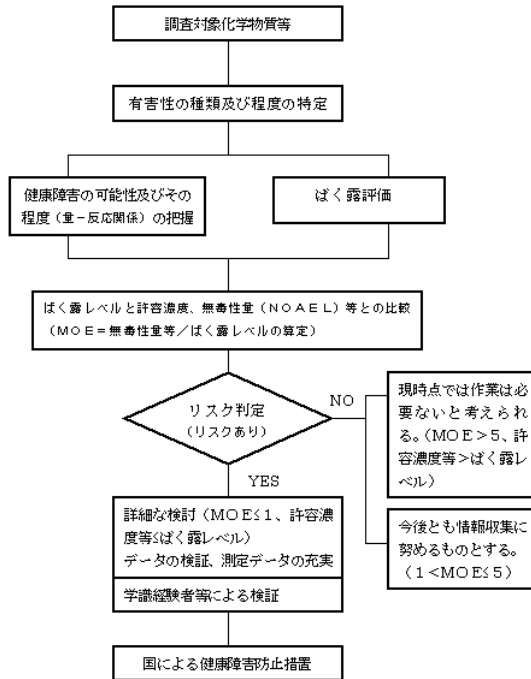 調査対象化学物質等
有害性の種類及び程度の特定
健康障害の可能性及びその
程度（量－反応関係）の把握
ばく露評価
ばく露レベルと許容濃度、無毒性量（ＮＯＡＥＬ）等との比較
（ＭＯＥ＝無毒性量等／ばく露レベルの算定）
リスク判定
（リスクあり）
NO
現時点では作業は必
要ないと考えられ
る。（ＭＯＥ＞５、許
容濃度等＞ばく露レ
ベル）
YES
詳細な検討（ＭＯＥ≦１、許容濃
度等≦ばく露レベル）
データの検証、測定データの充実
今後とも情報収集に
努めるものとする。
（１＜ＭＯＥ≦５）
学識経験者等による検証
国による健康障害防止措置